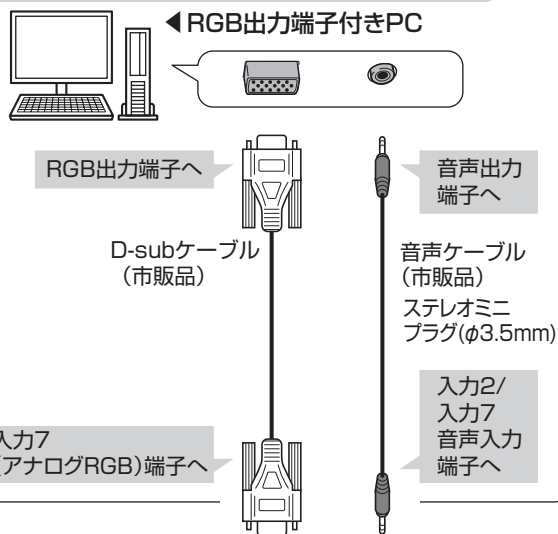 ◀RGB出力端子付きPC
RGB出力端子へ
音声出力
端子へ
D-subケーブル
（市販品）
音声ケーブル
（市販品）
ステレオミニ
プラグ(φ3.5mm)
入力2/
入力7
音声入力
端子へ
入力7
（アナログRGB）端子へ